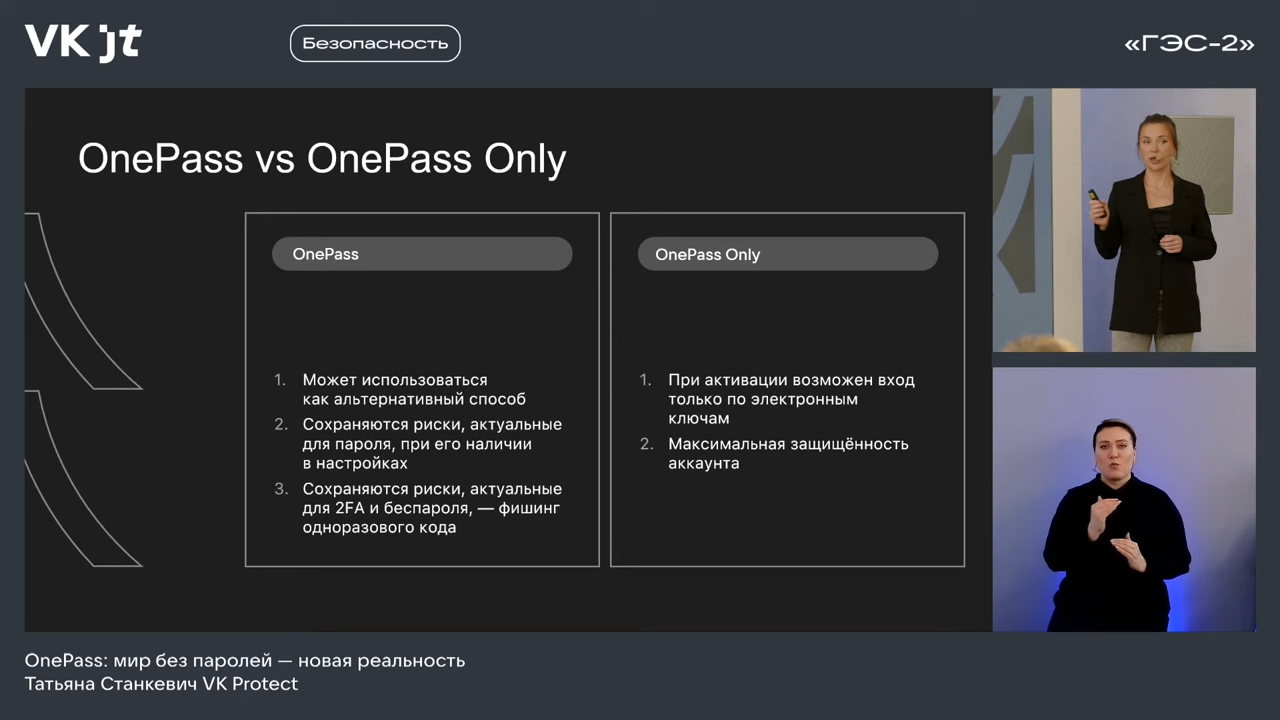 VK jt
Безопасность
«ГЭС-2»
OnePass vs OnePass Only
OnePass
1. Может использоваться
как альтернативный способ
2. Сохраняются риски, актуальные
для пароля, при его наличии
в настройках
3. Сохраняются риски, актуальные
для 2FA и беспароля, — фишинг
одноразового кода
OnePass Only
1. При активации возможен вход
только по электронным
ключам
2. Максимальная защищённость
аккаунта
OnePass: мир без паролей — новая реальность
Татьяна Станкевич VK Protect